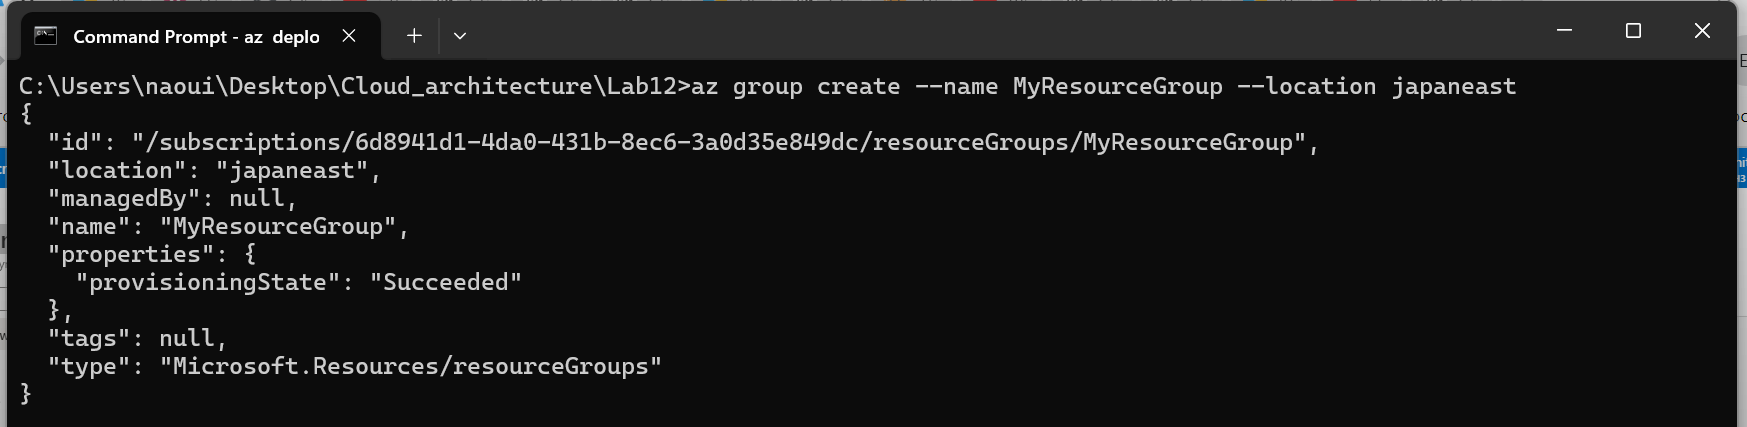 Command Prompt - az  deplo
C:\Users\naoui\Desktop\Cloud_architecture\Lab12>az group create --name MyResourceGroup --location japaneast
{
  "id": "/subscriptions/6d8941d1-4da0-431b-8ec6-3a0d35e849dc/resourceGroups/MyResourceGroup",
  "location": "japaneast",
  "managedBy": null,
  "name": "MyResourceGroup",
  "properties": {
    "provisioningState": "Succeeded"
  },
  "tags": null,
  "type": "Microsoft.Resources/resourceGroups"
}